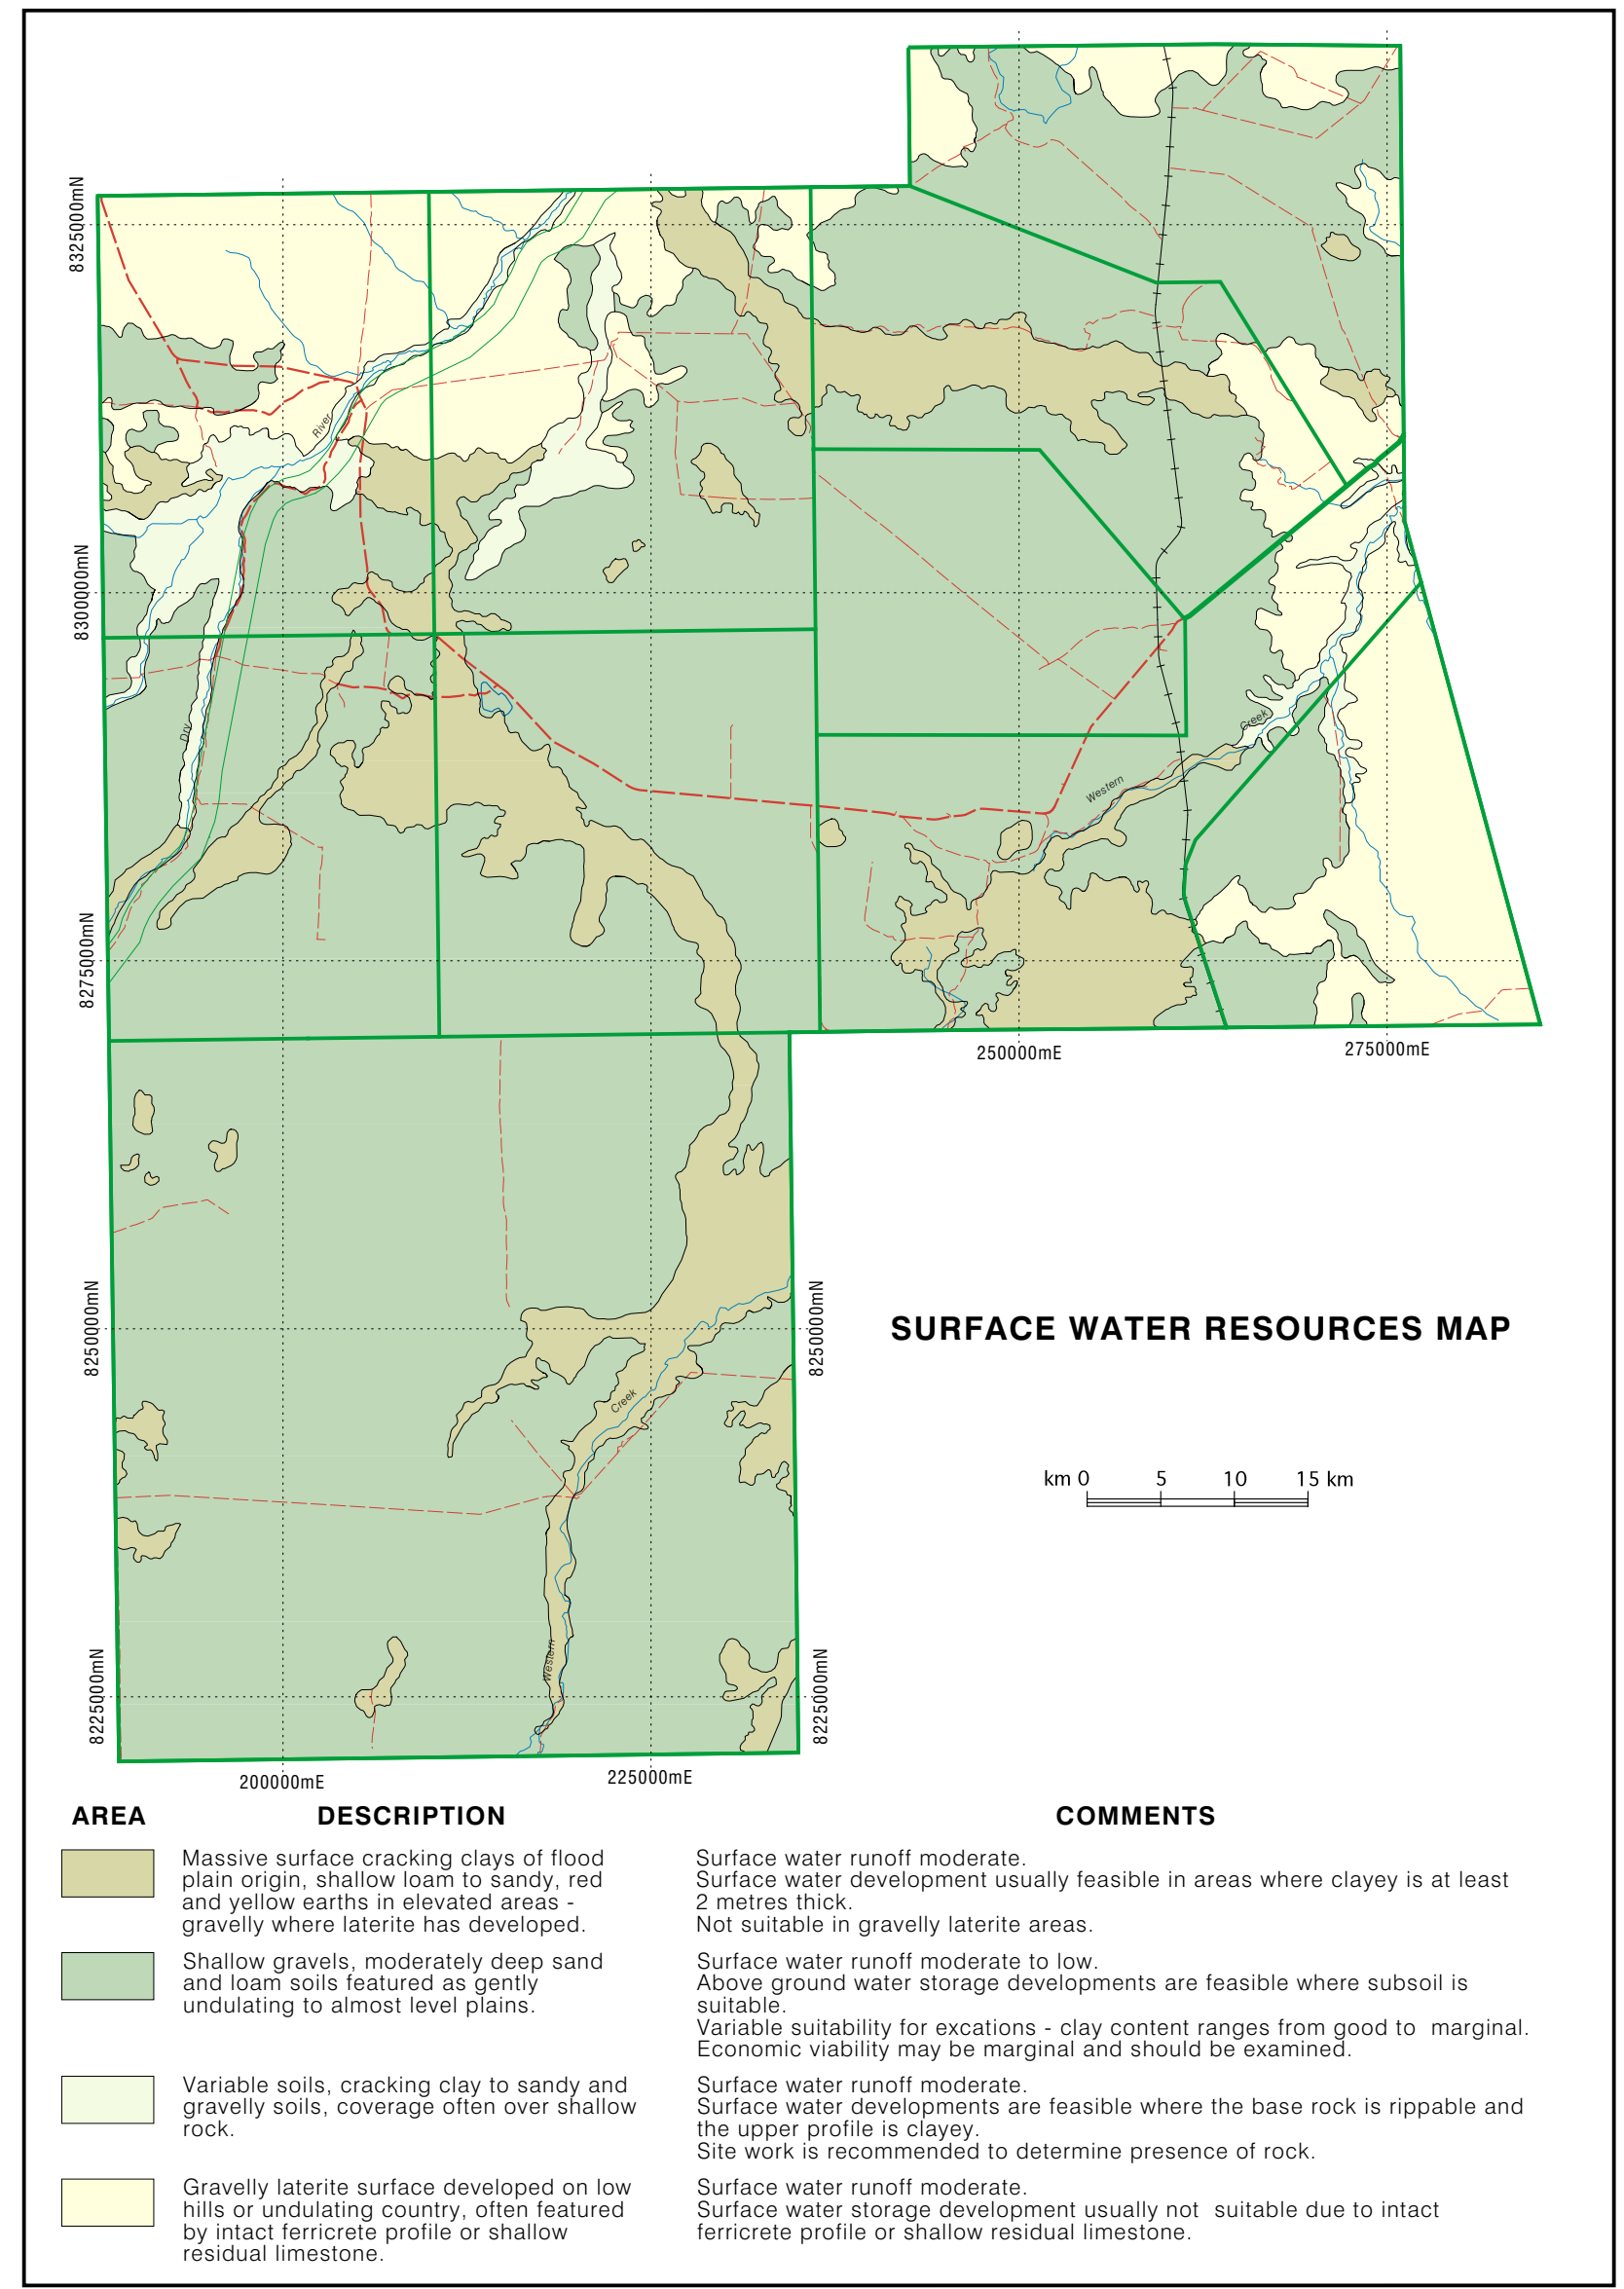 8325000mN
River
8300000mN
Dry
Creek
Western
8275000mN
250000mE
275000mE
8250000mN
8250000mN
SURFACE WATER RESOURCES MAP
Creek
km 0 5 10 15 km
Western
8225000mN
8225000mN
200000mE
225000mE
AREA DESCRIPTION COMMENTS
Massive surface cracking clays of flood
plain origin, shallow loam to sandy, red
and yellow earths in elevated areas -
gravelly where laterite has developed.
Surface water runoff moderate.
Surface water development usually feasible in areas where clayey is at least
2 metres thick.
Not suitable in gravelly laterite areas.
Shallow gravels, moderately deep sand
and loam soils featured as gently
undulating to almost level plains.
Surface water runoff moderate to low.
Above ground water storage developments are feasible where subsoil is
suitable.
Variable suitability for excations - clay content ranges from good to marginal.
Economic viability may be marginal and should be examined.
Variable soils, cracking clay to sandy and
gravelly soils, coverage often over shallow
rock.
Surface water runoff moderate.
Surface water developments are feasible where the base rock is rippable and
the upper profile is clayey.
Site work is recommended to determine presence of rock.
Gravelly laterite surface developed on low
hills or undulating country, often featured
by intact ferricrete profile or shallow
residual limestone.
Surface water runoff moderate.
Surface water storage development usually not suitable due to intact
ferricrete profile or shallow residual limestone.